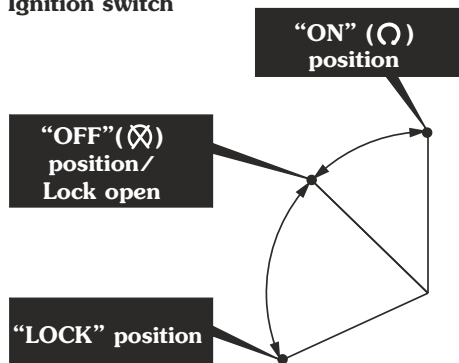 Ignition switch
“ON” (Ω)
position
“OFF”(⊗)
position/
Lock open
“LOCK” position